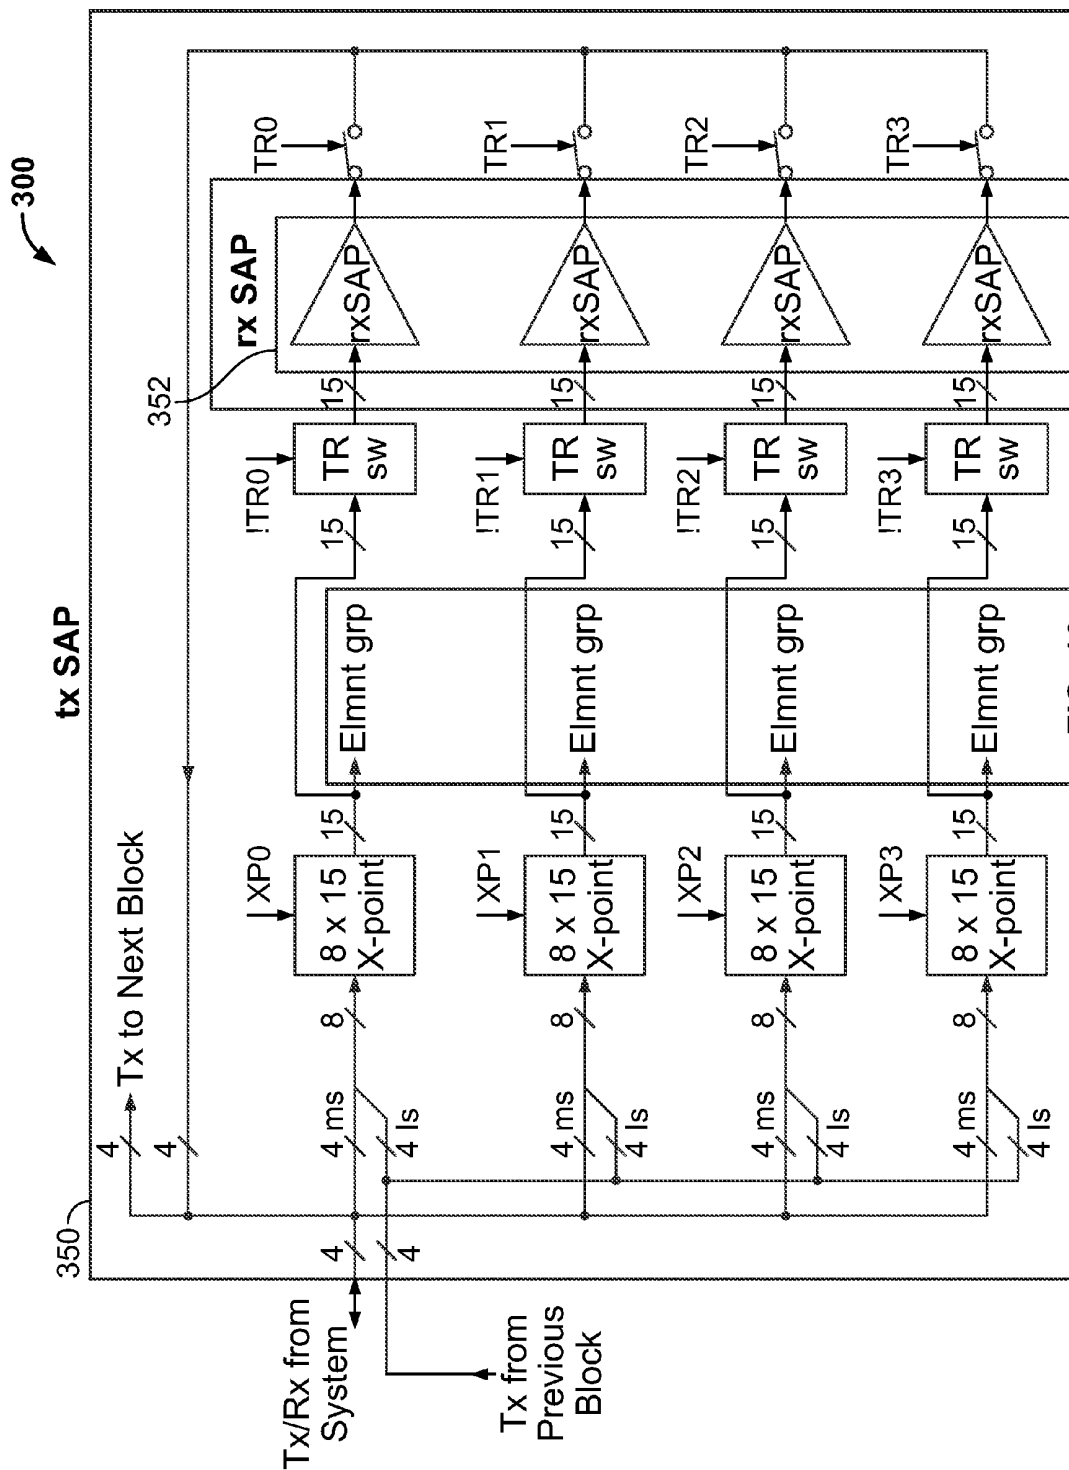 300
tx SAP
350
Tx to Next Block
4
4
rx SAP
352
Tx/Rx from
System
4
4
Tx from
Previous
Block
4 ms
4 ls
8
XP0
8 x 15
X-point
15
Elmnt grp
15
!TR0
TR
sw
15
rxSAP
TR0
4 ms
4 ls
8
XP1
8 x 15
X-point
15
Elmnt grp
15
!TR1
TR
sw
15
rxSAP
TR1
4 ms
4 ls
8
XP2
8 x 15
X-point
15
Elmnt grp
15
!TR2
TR
sw
15
rxSAP
TR2
4 ms
4 ls
8
XP3
8 x 15
X-point
15
Elmnt grp
15
!TR3
TR
sw
15
rxSAP
TR3